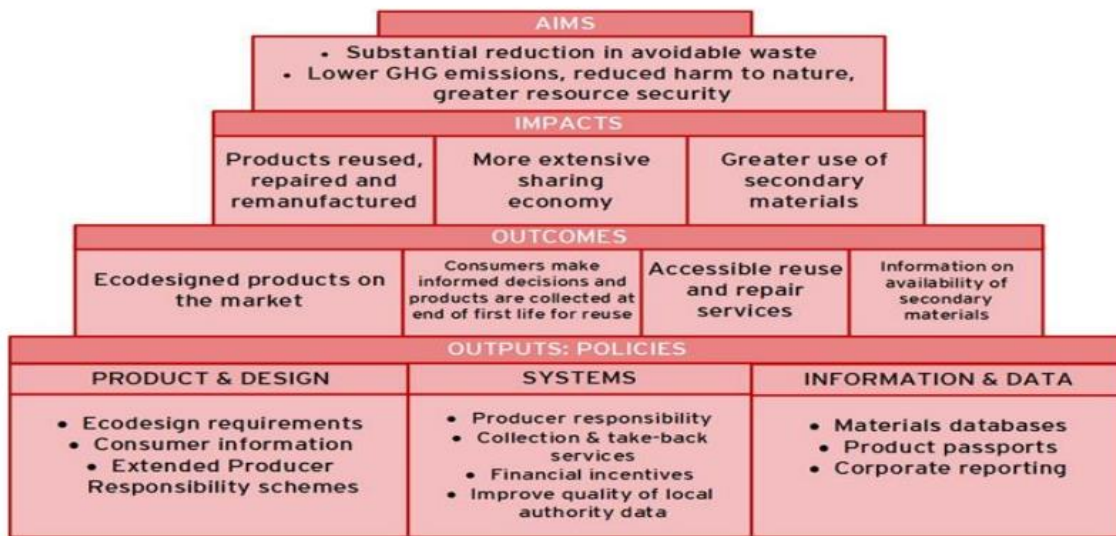 AIMS
• Substantial reduction in avoidable waste
• Lower GHG emissions, reduced harm to nature,
greater resource security
IMPACTS
Products reused,
repaired and
remanufactured
More extensive
sharing
economy
Greater use of
secondary
materials
OUTCOMES
Ecodesigned products on
the market
Consumers make
informed decisions and
products are collected at
end of first life for reuse
Accessible reuse
and repair
services
Information on
availability of
secondary
materials
OUTPUTS: POLICIES
PRODUCT & DESIGN
• Ecodesign requirements
• Consumer information
• Extended Producer
Responsibility schemes
SYSTEMS
• Producer responsibility
• Collection & take-back
services
• Financial incentives
• Improve quality of local
authority data
INFORMATION & DATA
• Materials databases
• Product passports
• Corporate reporting